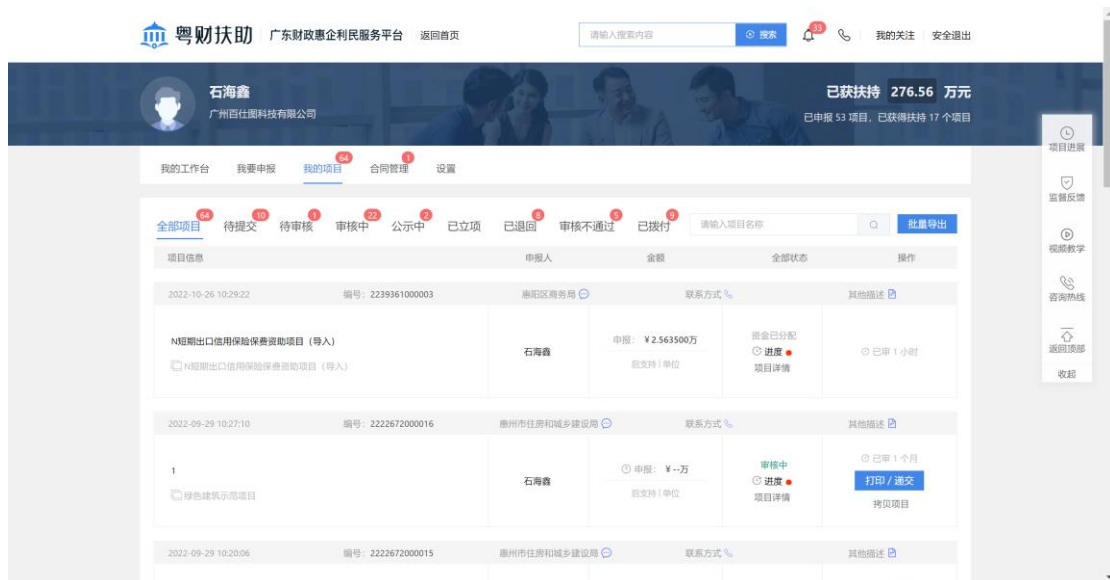 粤财扶助 广东财政惠企利民服务平台 返回首页 请输入搜索内容 搜索 33 我的关注 安全退出
石海鑫 已获扶持 276.56 万元
广州百仕图科技有限公司 已申报 53 项目，已获得扶持 17 个项目
我的工作台 我要申报 我的项目 64 合同管理 1 设置
全部项目 64 待提交 10 待审核 1 审核中 22 公示中 2 已立项 已退回 8 审核不通过 5 已拨付 9 请输入项目名称 批量导出
项目信息 申报人 金额 全部状态 操作
2022-10-26 10:29:22 编号：2239361000003 惠阳区商务局 联系方式 其他描述
N短期出口信用保险保费资助项目（导入）
N短期出口信用保险保费资助项目（导入）
石海鑫
申报：￥2.563500万
后支持 | 单位
资金已分配
进度
项目详情
已审 1 小时
2022-09-29 10:27:10 编号：2222672000016 惠州市住房和城乡建设局 联系方式 其他描述
1
绿色建筑示范项目
石海鑫
申报：￥--万
后支持 | 单位
审核中
进度
项目详情
已审 1 个月
打印 / 递交
拷贝项目
2022-09-29 10:20:06 编号：2222672000015 惠州市住房和城乡建设局 联系方式 其他描述
项目进展
监督反馈
视频教学
咨询热线
返回顶部
收起